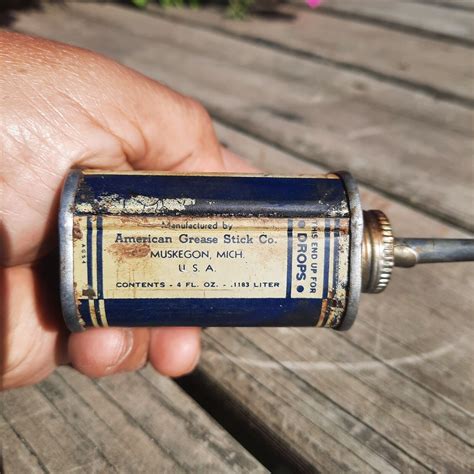 Manufactured by
American Grease Stick Co.
MUSKEGON, MICH.
U. S. A.
CONTENTS - 4 FL. OZ. - .1183 LITER
THIS END UP FOR
DROPS